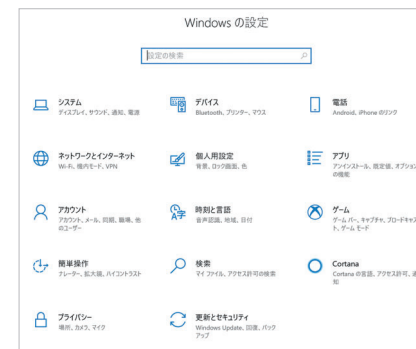 Windows の設定
設定の検索
システム
ディスプレイ、サウンド、通知、電源
デバイス
Bluetooth、プリンター、マウス
電話
Android、iPhone のリンク
ネットワークとインターネット
Wi-Fi、機内モード、VPN
個人用設定
背景、ロック画面、色
アプリ
アンインストール、既定値、オプション
の機能
アカウント
アカウント、メール、同期、職場、他
のユーザー
時刻と言語
音声認識、地域、日付
ゲーム
ゲーム バー、キャプチャ、ブロードキャス
ト、ゲーム モード
簡単操作
ナレーター、拡大鏡、ハイコントラスト
検索
マイ ファイル、アクセス許可の検索
Cortana
Cortana の言語、アクセス許可、通
知
プライバシー
場所、カメラ、マイク
更新とセキュリティ
Windows Update、回復、バック
アップ